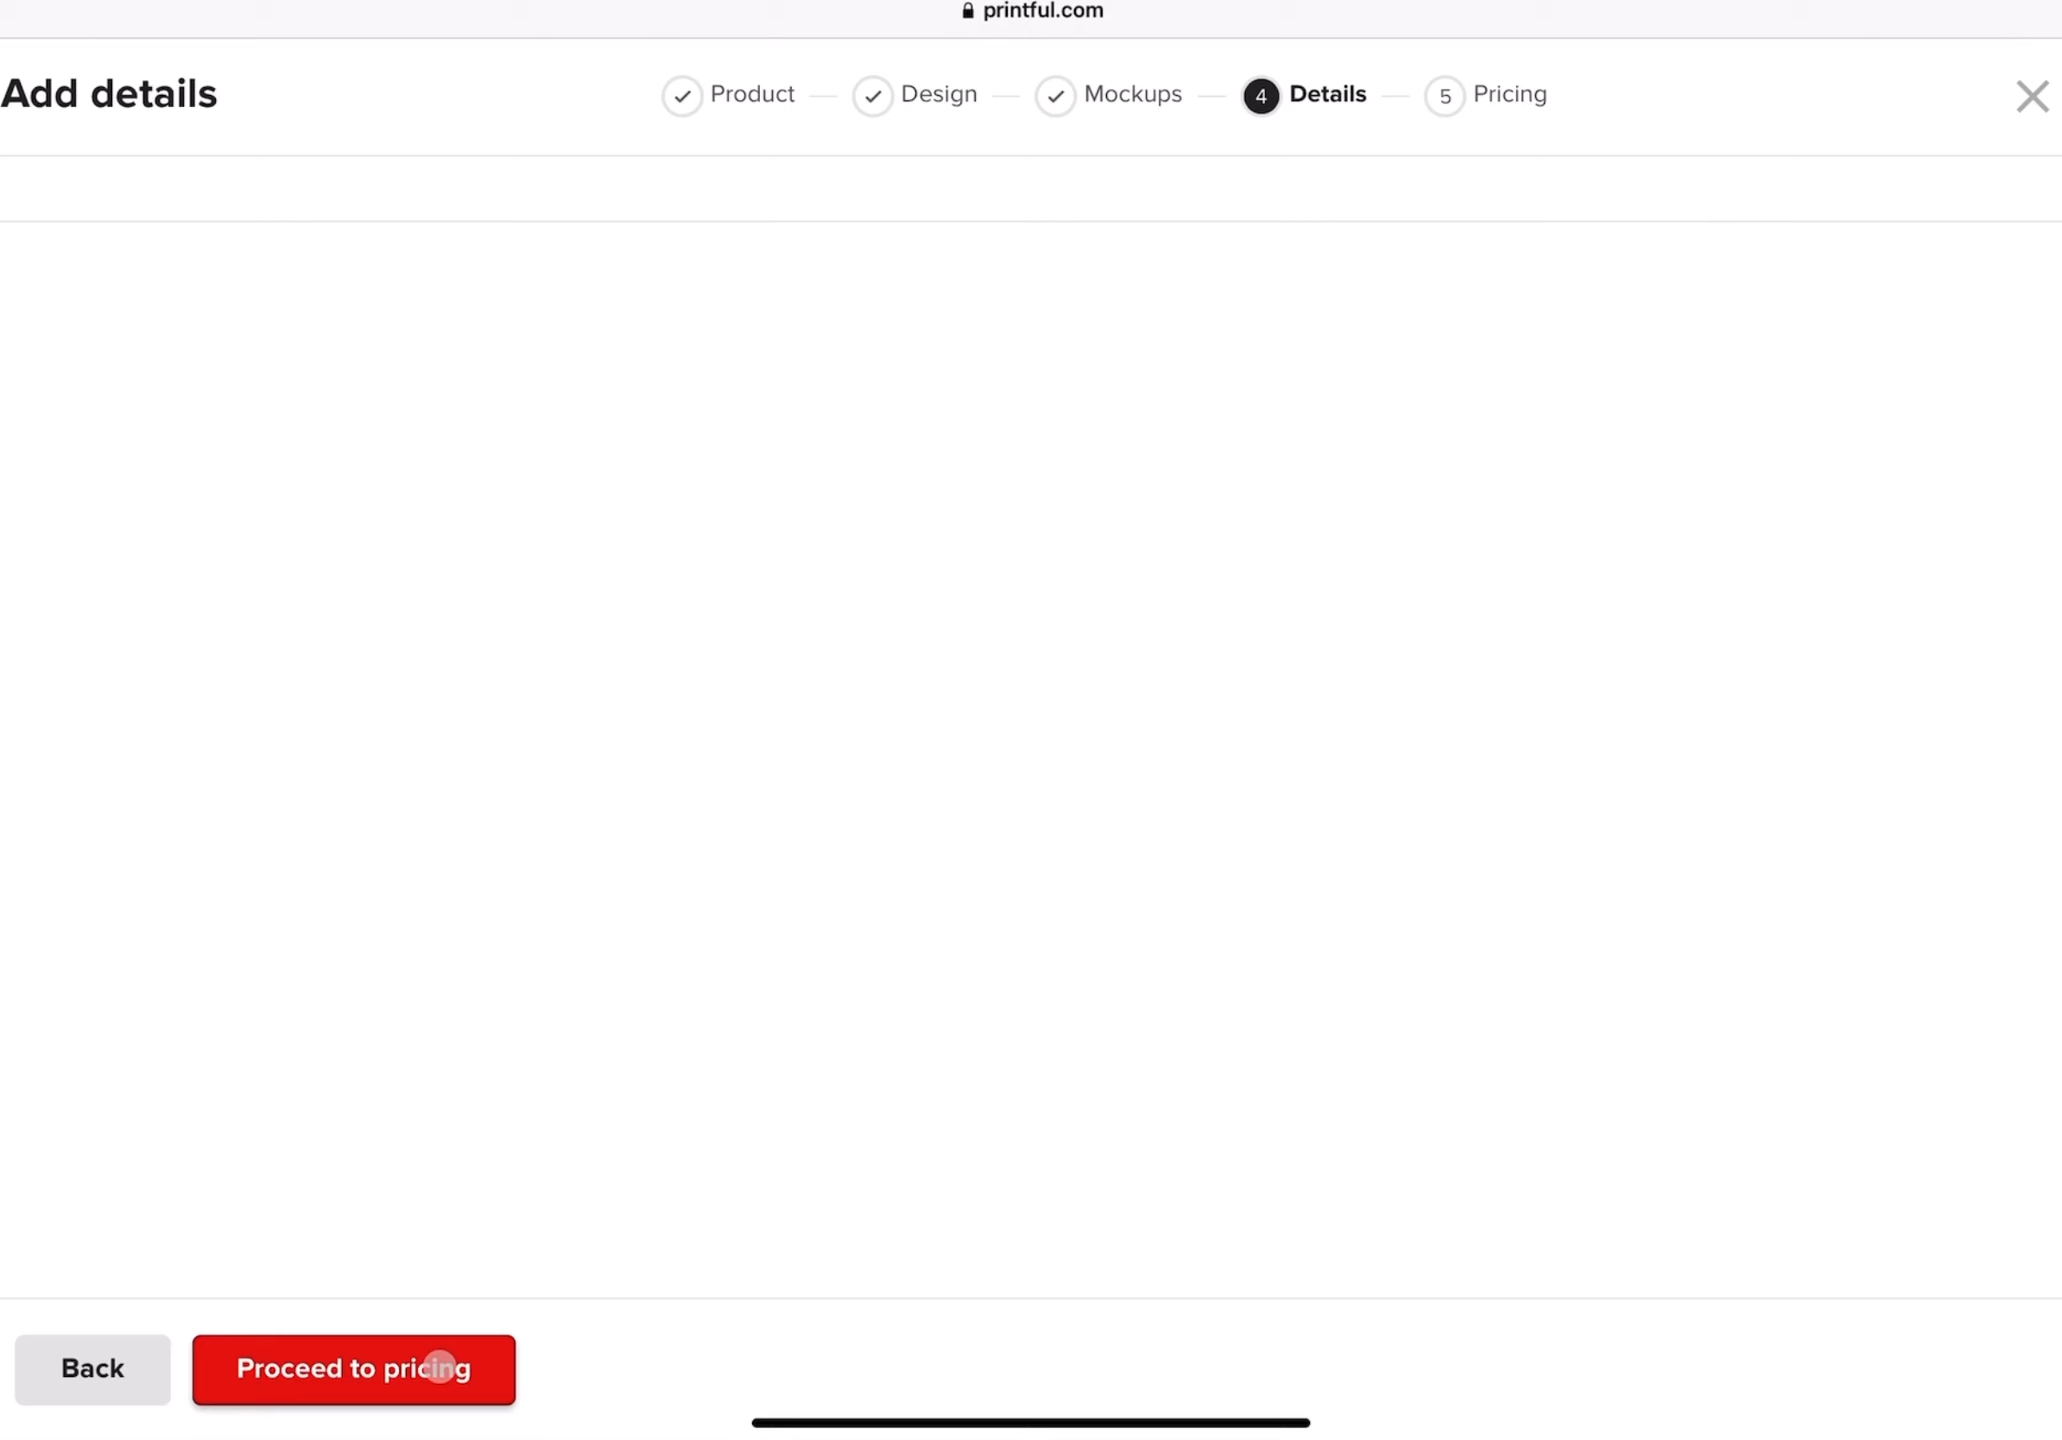 printful.com
Add details
Product
Design
Mockups
4 Details
5 Pricing
Back
Proceed to pricing